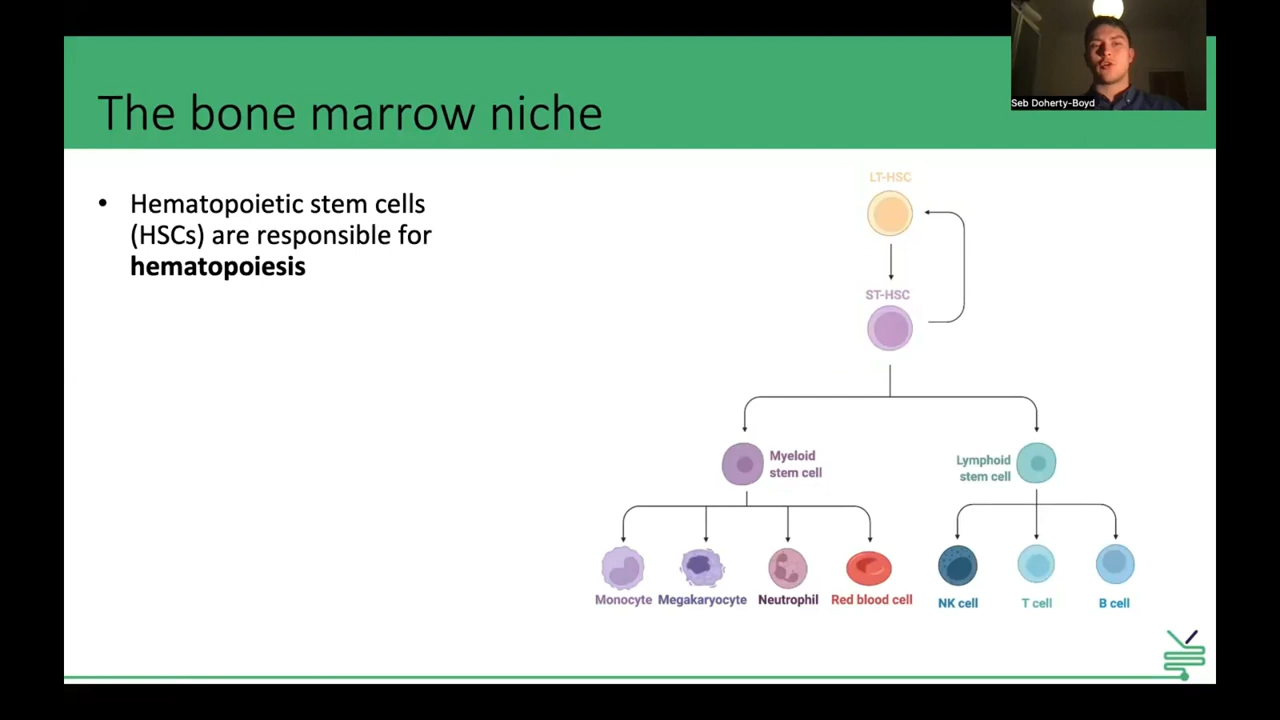 The bone marrow niche
Seb Doherty-Boyd
• Hematopoietic stem cells
(HSCs) are responsible for
hematopoiesis
LT-HSC
ST-HSC
Myeloid
stem cell
Lymphoid
stem cell
Monocyte
Megakaryocyte
Neutrophil
Red blood cell
NK cell
T cell
B cell